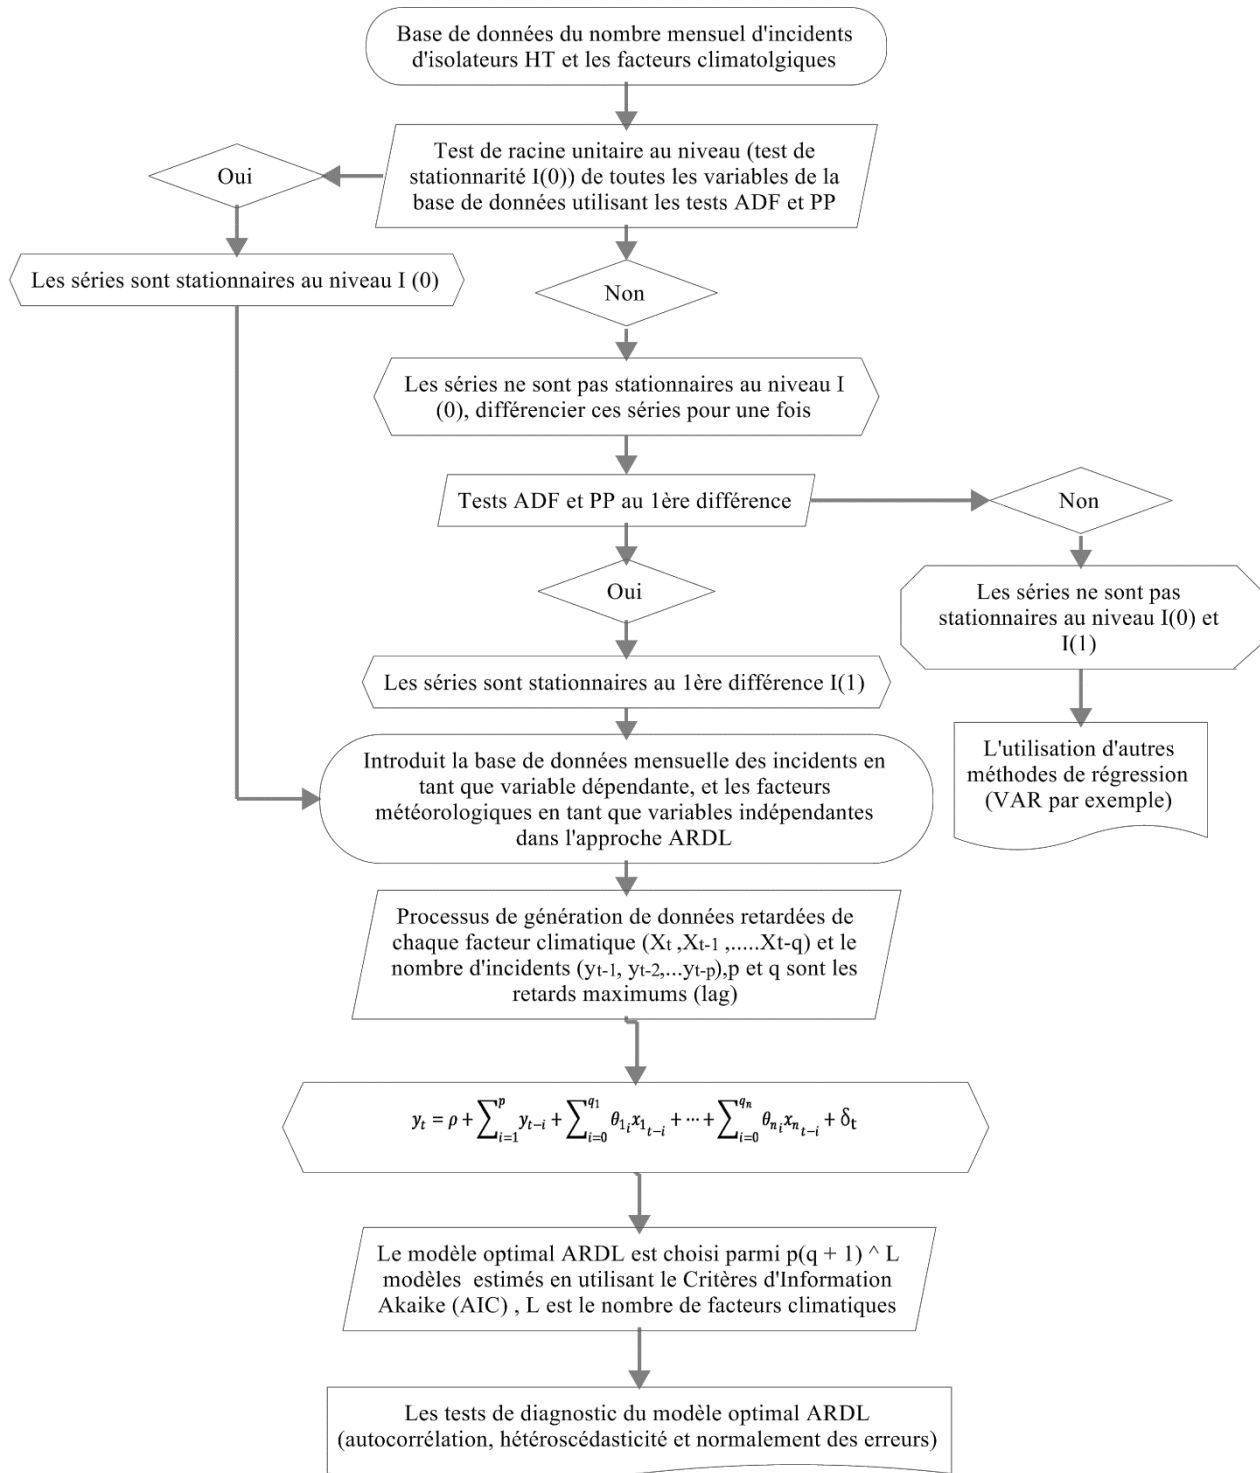 Base de données du nombre mensuel d'incidents
d'isolateurs HT et les facteurs climatolgiques
Test de racine unitaire au niveau (test de
stationnarité I(0)) de toutes les variables de la
base de données utilisant les tests ADF et PP
Oui
Les séries sont stationnaires au niveau I (0)
Non
Les séries ne sont pas stationnaires au niveau I
(0), différencier ces séries pour une fois
Tests ADF et PP au 1ère différence
Non
Oui
Les séries ne sont pas
stationnaires au niveau I(0) et
I(1)
Les séries sont stationnaires au 1ère différence I(1)
L'utilisation d'autres
méthodes de régression
(VAR par exemple)
Introduit la base de données mensuelle des incidents en
tant que variable dépendante, et les facteurs
météorologiques en tant que variables indépendantes
dans l'approche ARDL
Processus de génération de données retardées de
chaque facteur climatique (Xt ,Xt-1 ,.....Xt-q) et le
nombre d'incidents (yt-1, yt-2,...yt-p),p et q sont les
retards maximums (lag)
y_t = ρ + ∑_{i=1}^{p} y_{t−i} + ∑_{i=0}^{q_1} θ_{1_i} x_{1_{t−i}} + ⋯ + ∑_{i=0}^{q_n} θ_{n_i} x_{n_{t−i}} + δ_t
Le modèle optimal ARDL est choisi parmi p(q + 1) ^ L
modèles estimés en utilisant le Critères d'Information
Akaike (AIC) , L est le nombre de facteurs climatiques
Les tests de diagnostic du modèle optimal ARDL
(autocorrélation, hétéroscédasticité et normalement des erreurs)